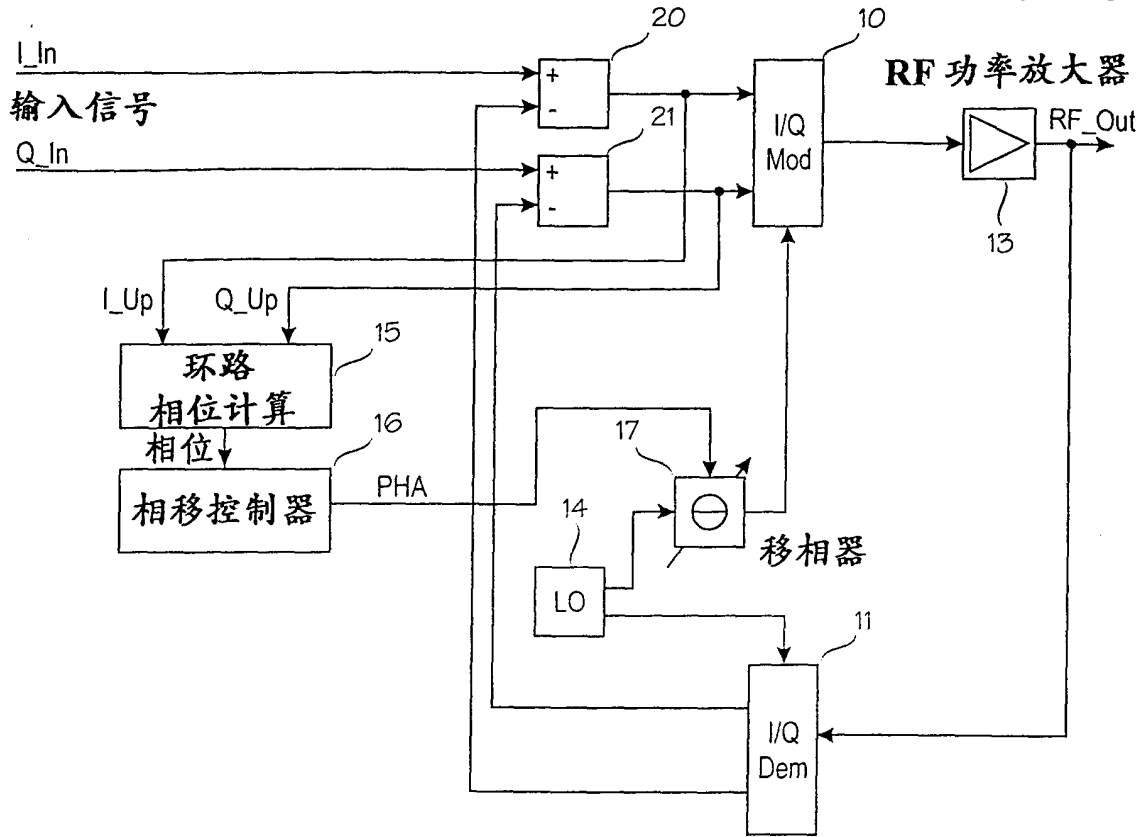 20
10
I_In
RF 功率放大器
输入信号
+
-
I/Q
Mod
RF_Out
21
Q_In
+
-
13
I_Up
Q_Up
15
环路
相位计算
相位
16
相移控制器
PHA
17
14
移相器
LO
11
I/Q
Dem